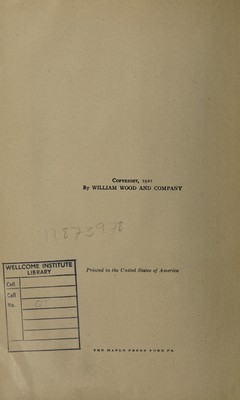 COPYRIGHT, 1921
BY WILLIAM WOOD AND COMPANY
WELLCOME INSTITUTE
LIBRARY
Coll
Call
No.
Printed in the United States of America
THE MAPLE PRESS YORK PA